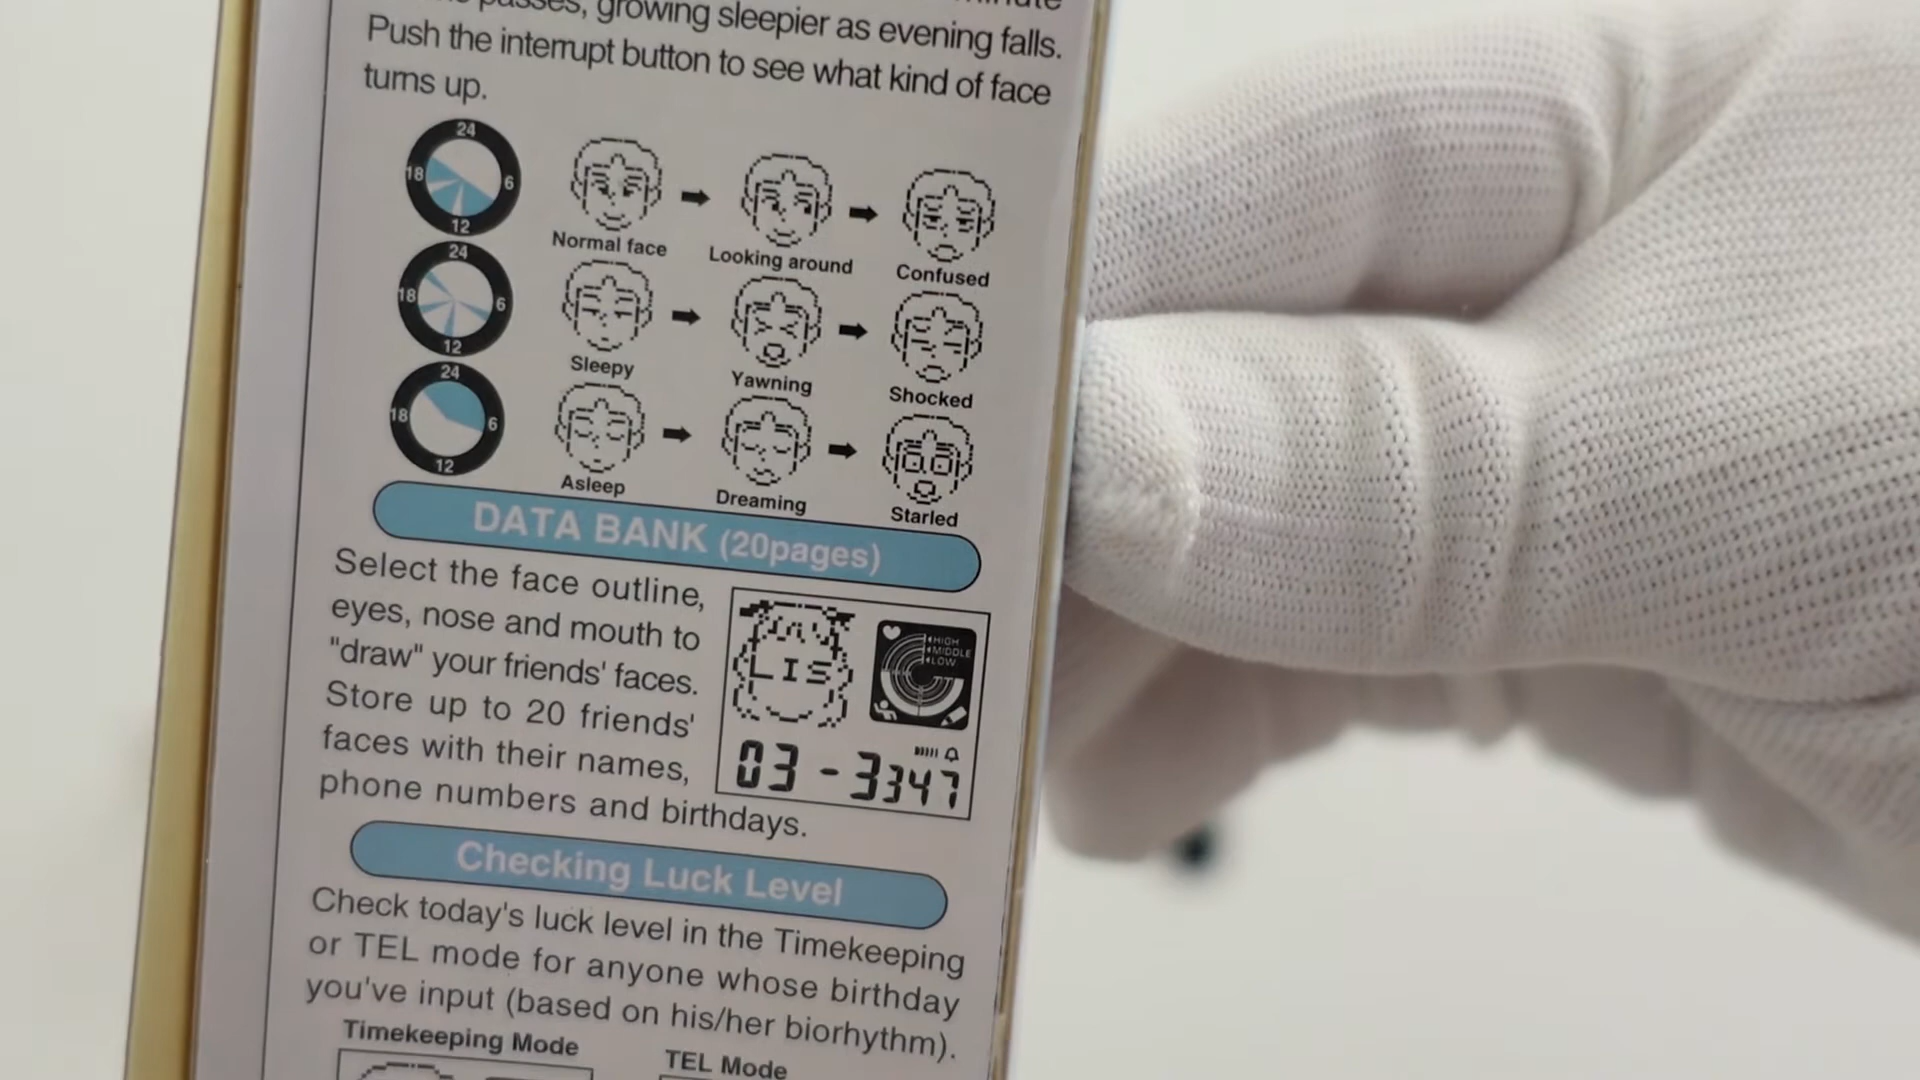 passes, growing sleepier as evening falls.
Push the interrupt button to see what kind of face
turns up.
24
18
6
12
Normal face
Looking around
Confused
24
18
6
12
Sleepy
Yawning
Shocked
24
18
6
12
Asleep
Dreaming
Starled
DATA BANK (20pages)
Select the face outline,
eyes, nose and mouth to
"draw" your friends' faces.
Store up to 20 friends'
faces with their names,
phone numbers and birthdays.
LIS
HIGH
MIDDLE
LOW
03-3347
Checking Luck Level
Check today's luck level in the Timekeeping
or TEL mode for anyone whose birthday
you've input (based on his/her biorhythm).
Timekeeping Mode
TEL Mode